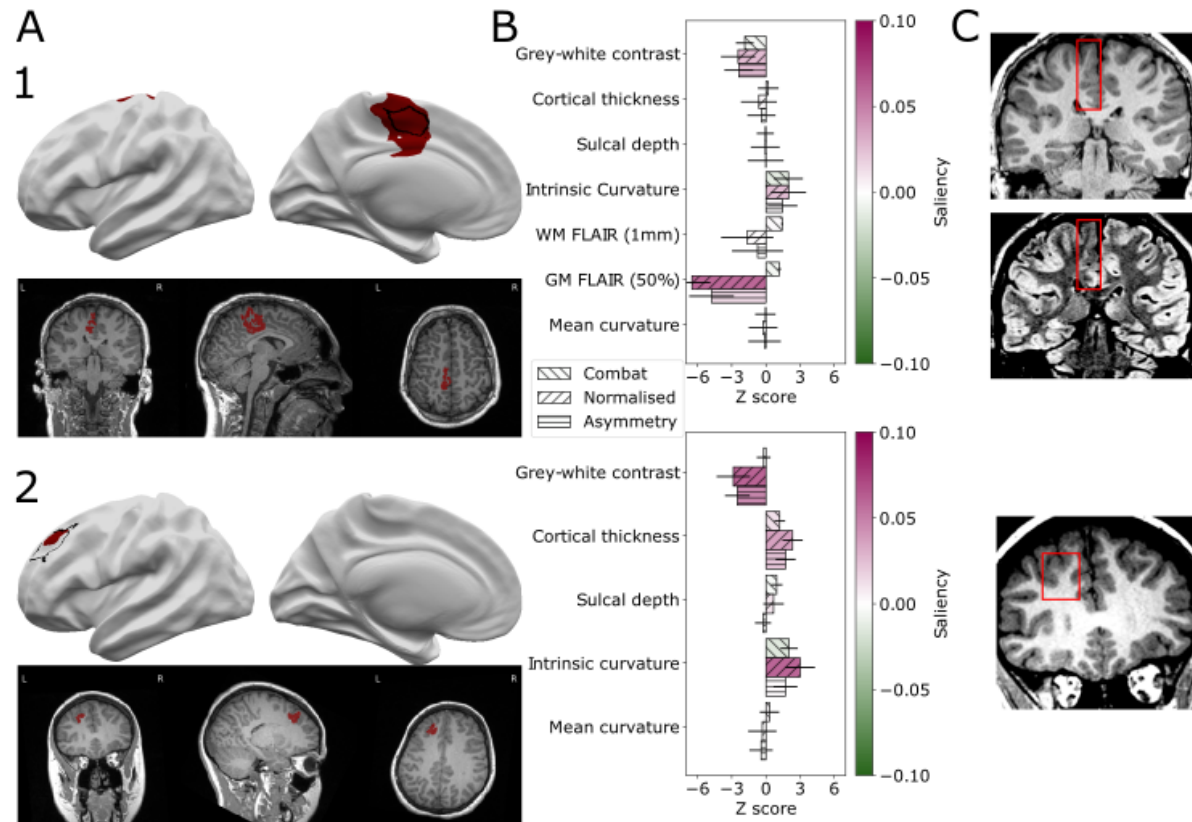 A
B
C
1
Grey-white contrast
Cortical thickness
Sulcal depth
Intrinsic Curvature
WM FLAIR (1mm)
GM FLAIR (50%)
Mean curvature
-6 -3 0 3 6
Z score
0.10
0.05
0.00
-0.05
-0.10
Saliency
L R L R
Combat
Normalised
Asymmetry
2
Grey-white contrast
Cortical thickness
Sulcal depth
Intrinsic curvature
Mean curvature
-6 -3 0 3 6
Z score
0.10
0.05
0.00
-0.05
-0.10
Saliency
L R L R